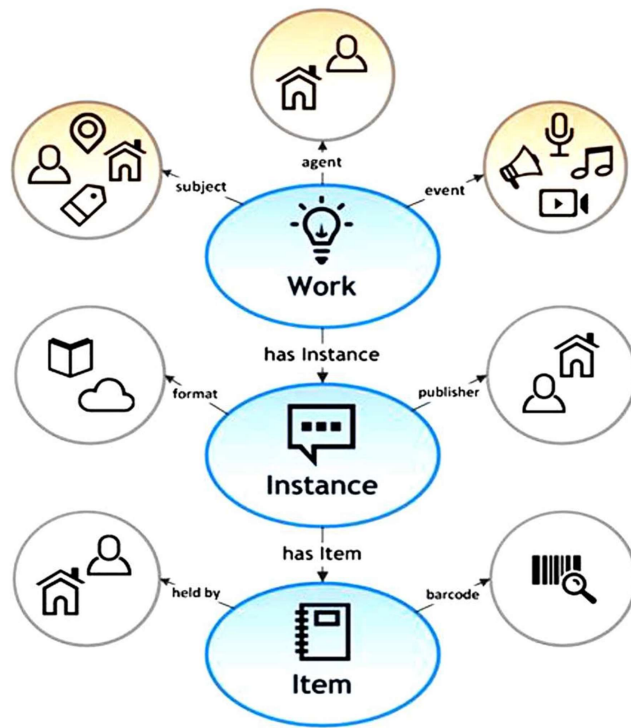 agent
subject
event
Work
has Instance
format
publisher
Instance
has Item
held by
barcode
Item